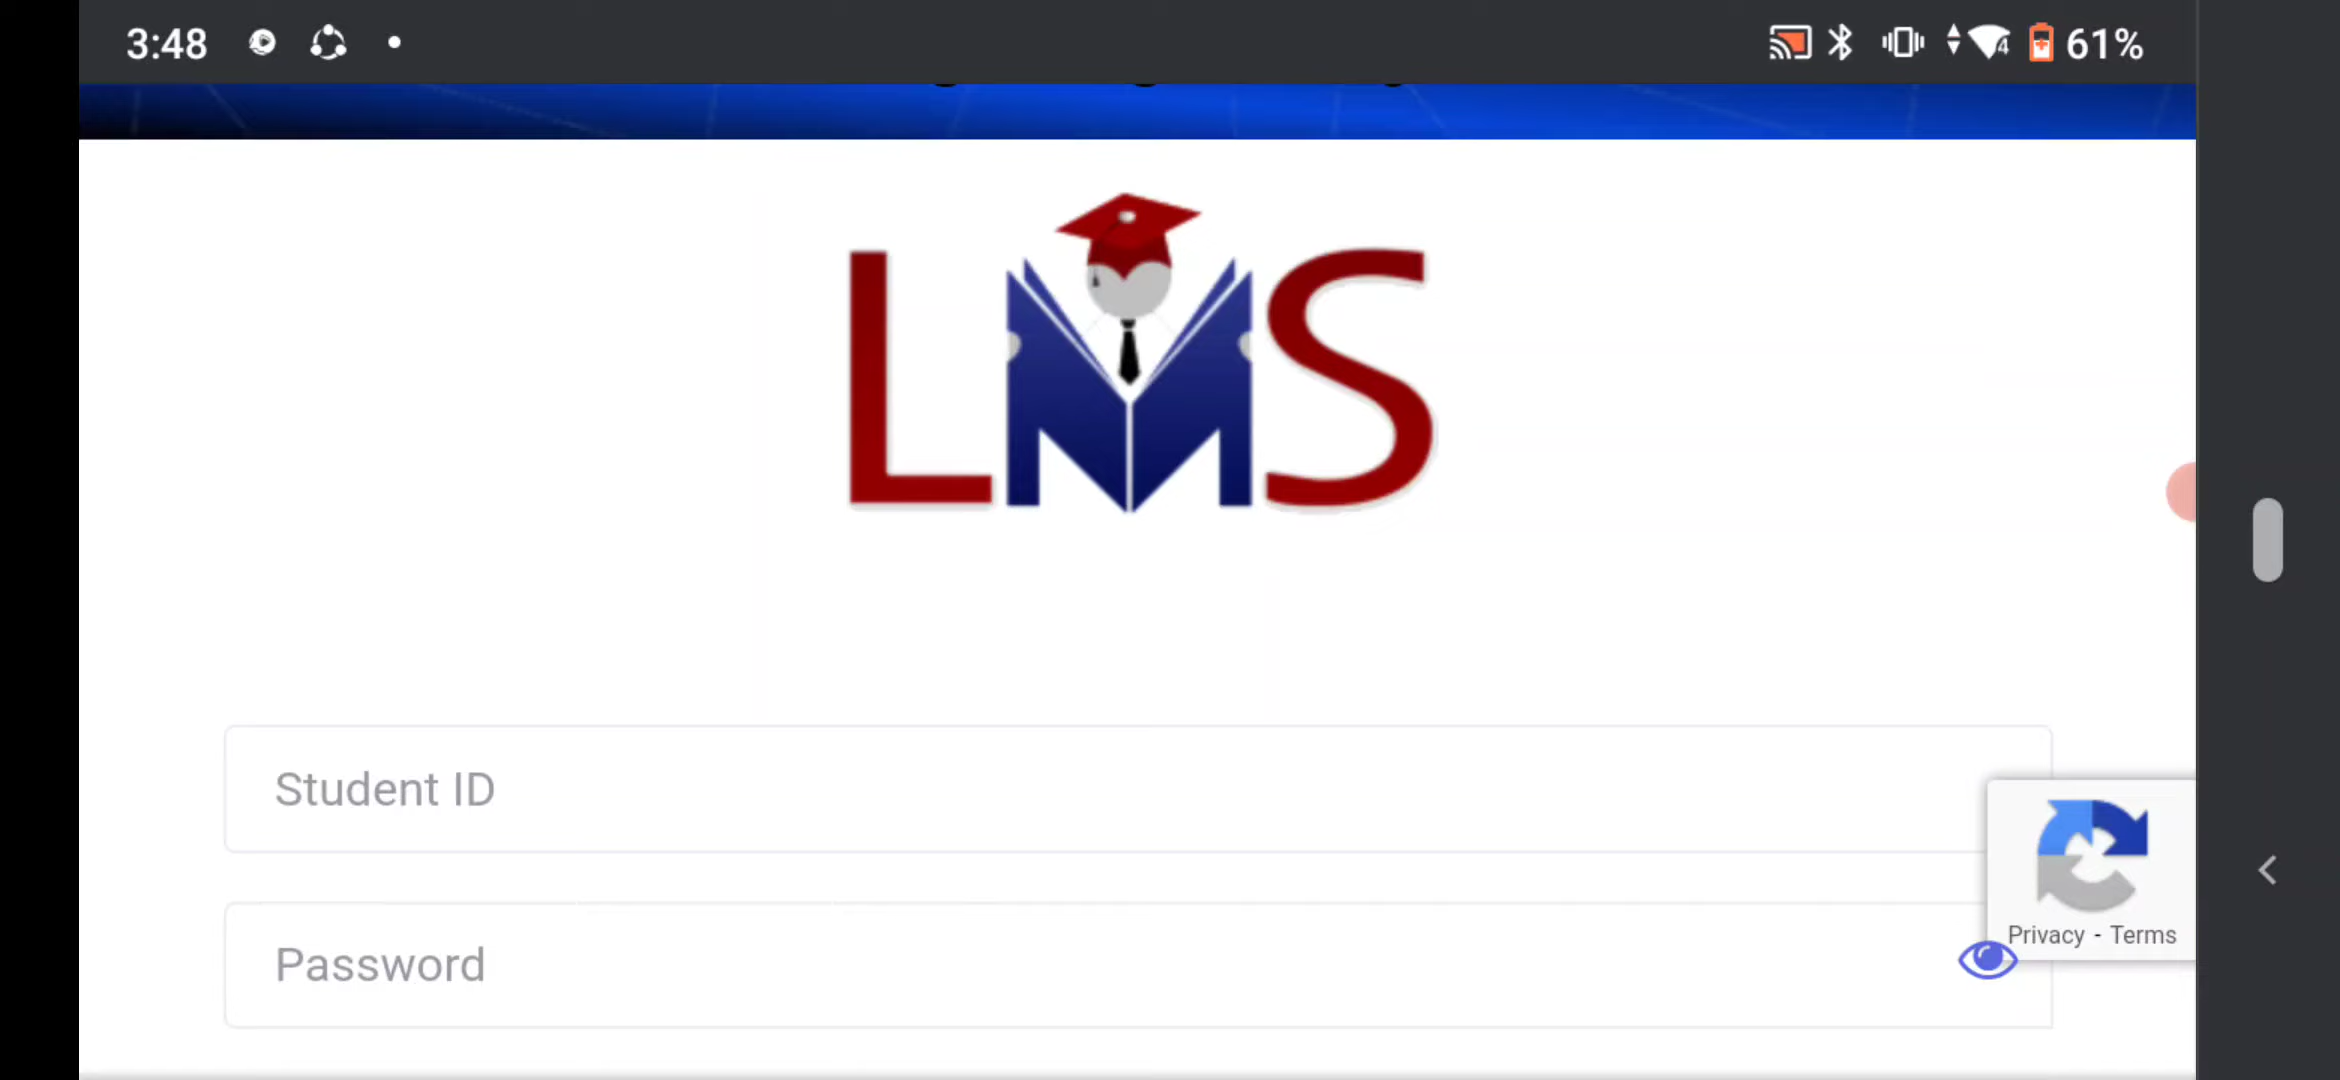 3:48
61%
LMS
Student ID
Password
Privacy - Terms